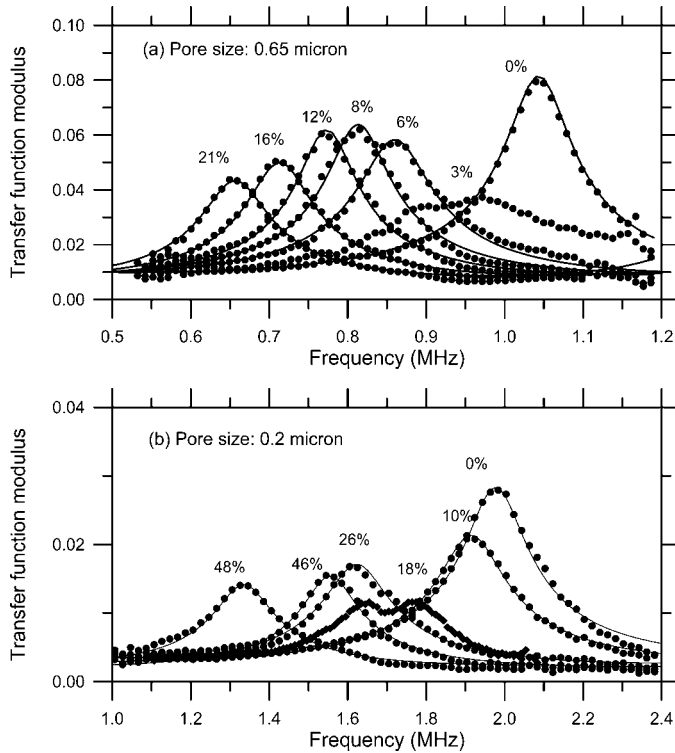 0.10
(a) Pore size: 0.65 micron
0%
0.08
8%
12%
6%
0.06
16%
21%
3%
0.04
0.02
0.00
0.5 0.6 0.7 0.8 0.9 1.0 1.1 1.2
Frequency (MHz)
Transfer function modulus
0.04
(b) Pore size: 0.2 micron
0%
10%
26%
48% 46% 18%
0.02
0.00
1.0 1.2 1.4 1.6 1.8 2.0 2.2 2.4
Frequency (MHz)
Transfer function modulus